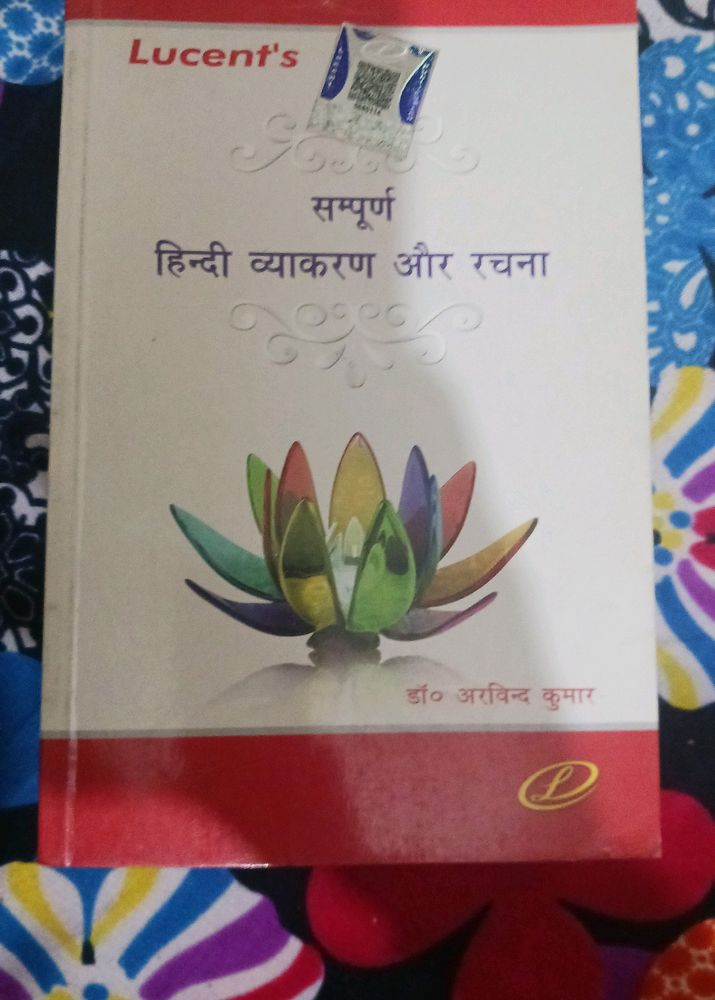 Lucent's
सम्पूर्ण
हिन्दी व्याकरण और रचना
डॉ० अरविन्द कुमार
L